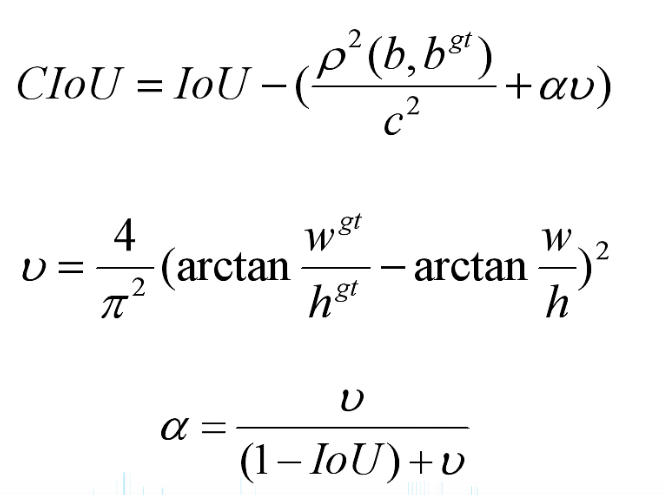 CIoU = IoU − (ρ²(b, b^gt) / c² + αυ)
υ = 4 / π² (arctan w^gt / h^gt − arctan w / h)²
α = υ / ((1 − IoU) + υ)